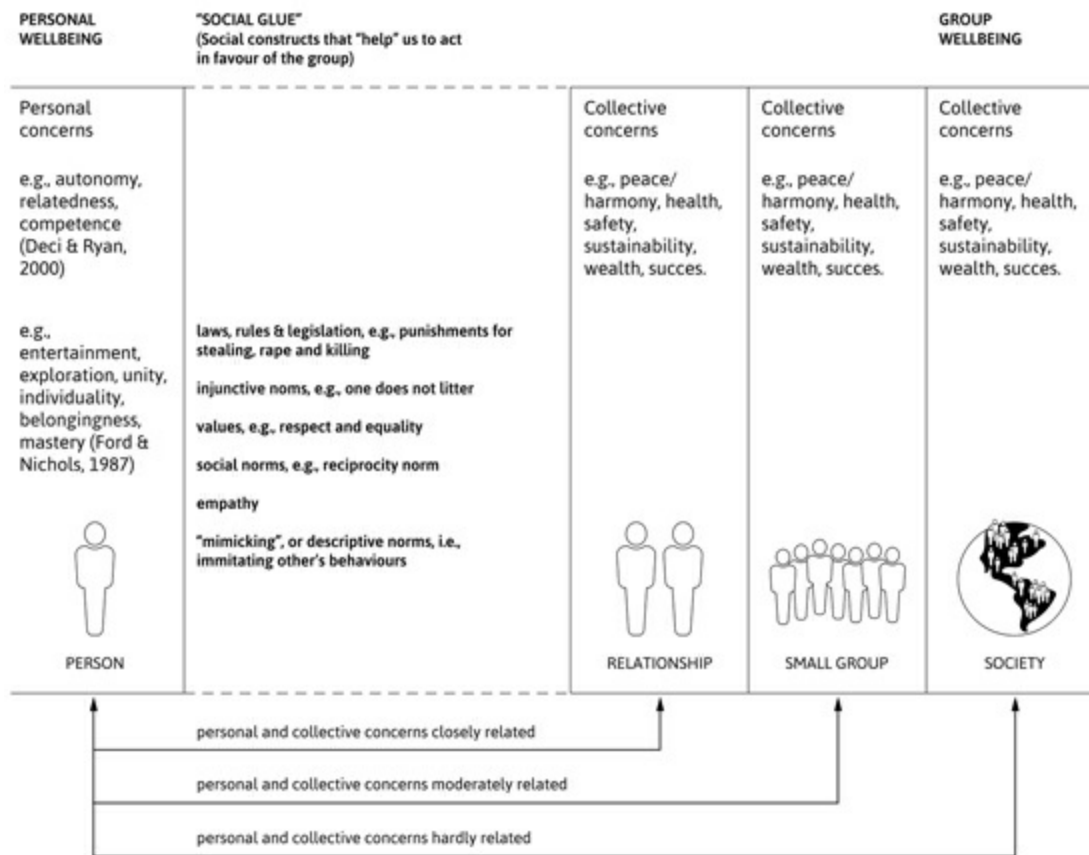 PERSONAL
WELLBEING
"SOCIAL GLUE"
(Social constructs that "help" us to act
in favour of the group)
GROUP
WELLBEING
Personal
concerns
e.g., autonomy,
relatedness,
competence
(Deci & Ryan,
2000)
e.g.,
entertainment,
exploration, unity,
individuality,
belongingness,
mastery (Ford &
Nichols, 1987)
PERSON
laws, rules & legislation, e.g., punishments for
stealing, rape and killing
injunctive noms, e.g., one does not litter
values, e.g., respect and equality
social norms, e.g., reciprocity norm
empathy
"mimicking", or descriptive norms, i.e.,
immitating other's behaviours
Collective
concerns
e.g., peace/
harmony, health,
safety,
sustainability,
wealth, succes.
RELATIONSHIP
Collective
concerns
e.g., peace/
harmony, health,
safety,
sustainability,
wealth, succes.
SMALL GROUP
Collective
concerns
e.g., peace/
harmony, health,
safety,
sustainability,
wealth, succes.
SOCIETY
personal and collective concerns closely related
personal and collective concerns moderately related
personal and collective concerns hardly related